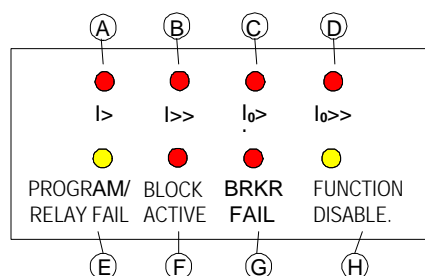 A B C D
I> I>> I₀> I₀>>
PROGRAM/ BLOCK BRKR FUNCTION
RELAY FAIL ACTIVE FAIL DISABLE.
E F G H